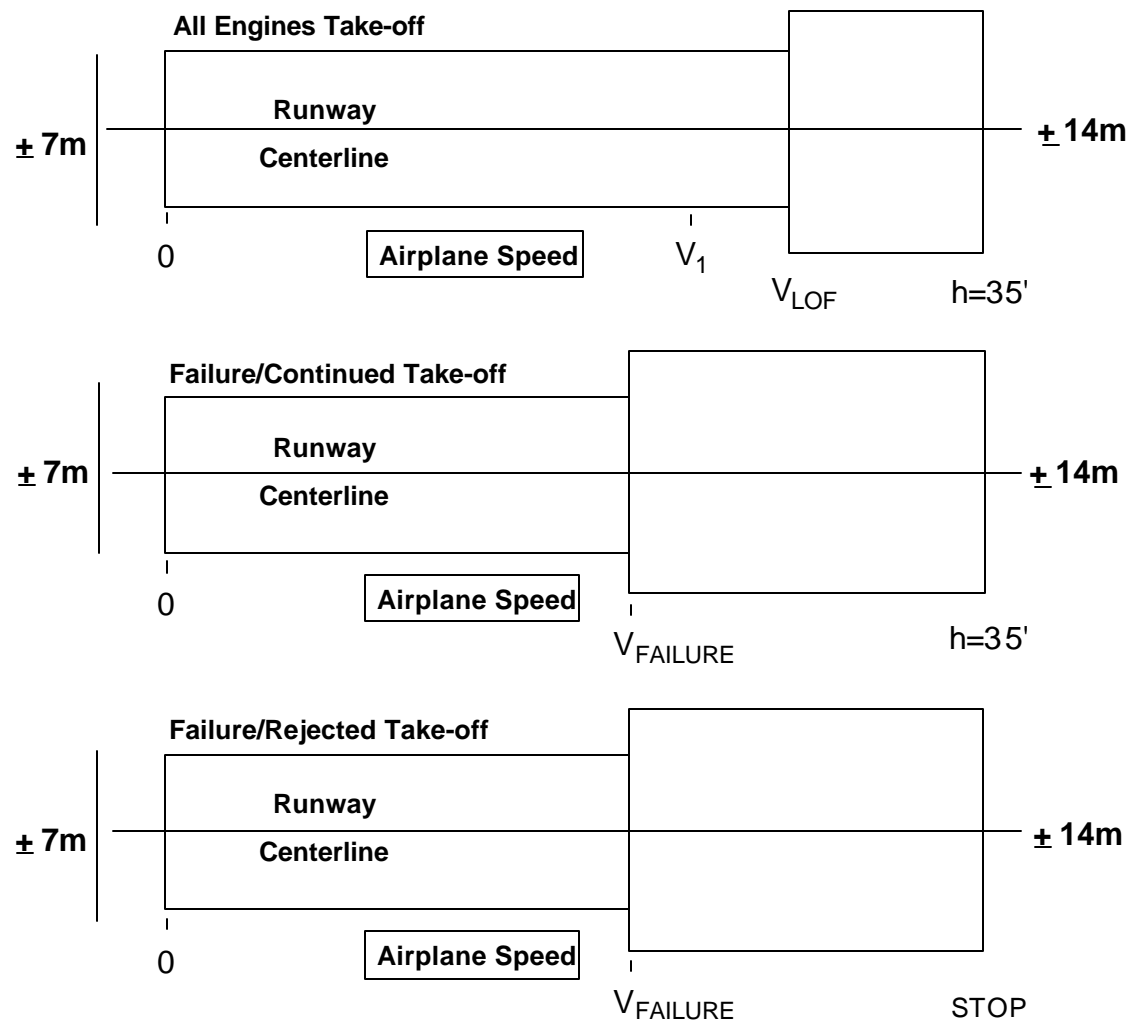 All Engines Take-off
Runway
± 7m
± 14m
Centerline
0
Airplane Speed
V1
VLOF
h=35'
Failure/Continued Take-off
Runway
± 7m
± 14m
Centerline
0
Airplane Speed
VFAILURE
h=35'
Failure/Rejected Take-off
Runway
± 7m
± 14m
Centerline
0
Airplane Speed
VFAILURE
STOP